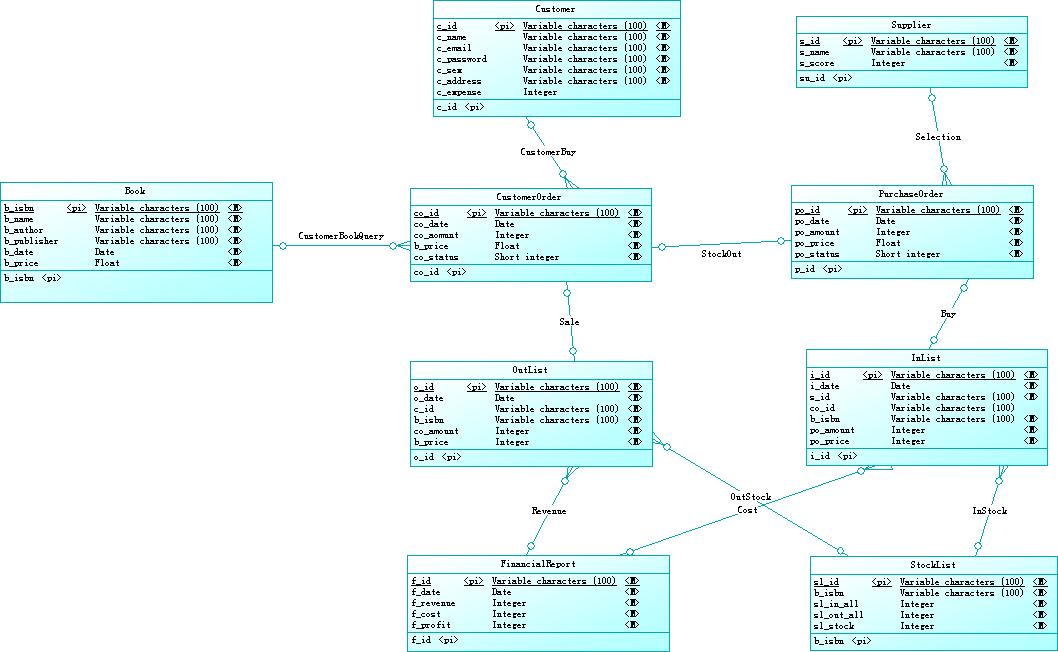 Customer
c_id <pi> Variable characters (100) <M>
c_name Variable characters (100) <M>
c_email Variable characters (100) <M>
c_password Variable characters (100) <M>
c_sex Variable characters (100) <M>
c_address Variable characters (100) <M>
c_expense Integer
c_id <pi>
Supplier
s_id <pi> Variable characters (100) <M>
s_name Variable characters (100) <M>
s_score Integer <M>
su_id <pi>
CustomerBuy
Selection
Book
b_isbn <pi> Variable characters (100) <M>
b_name Variable characters (100) <M>
b_author Variable characters (100) <M>
b_publisher Variable characters (100) <M>
b_date Date <M>
b_price Float <M>
b_isbn <pi>
CustomerBookQuery
CustomerOrder
co_id <pi> Variable characters (100) <M>
co_date Date <M>
co_aomunt Integer <M>
b_price Float <M>
co_status Short integer <M>
co_id <pi>
StockOut
PurchaseOrder
po_id <pi> Variable characters (100) <M>
po_date Date <M>
po_amount Integer <M>
po_price Float <M>
po_status Short integer <M>
p_id <pi>
Sale
Buy
OutList
o_id <pi> Variable characters (100) <M>
o_date Date <M>
c_id Variable characters (100) <M>
b_isbn Variable characters (100) <M>
co_amount Integer <M>
b_price Integer <M>
o_id <pi>
InList
i_id <pi> Variable characters (100) <M>
i_date Date <M>
s_id Variable characters (100) <M>
co_id Variable characters (100)
b_isbn Variable characters (100) <M>
po_amount Integer <M>
po_price Integer <M>
i_id <pi>
OutStock
Cost
Revenue
InStock
FinancialReport
f_id <pi> Variable characters (100) <M>
f_date Date <M>
f_revenue Integer <M>
f_cost Integer <M>
f_profit Integer <M>
f_id <pi>
StockList
sl_id <pi> Variable characters (100) <M>
b_isbn Variable characters (100) <M>
sl_in_all Integer <M>
sl_out_all Integer <M>
sl_stock Integer <M>
b_isbn <pi>